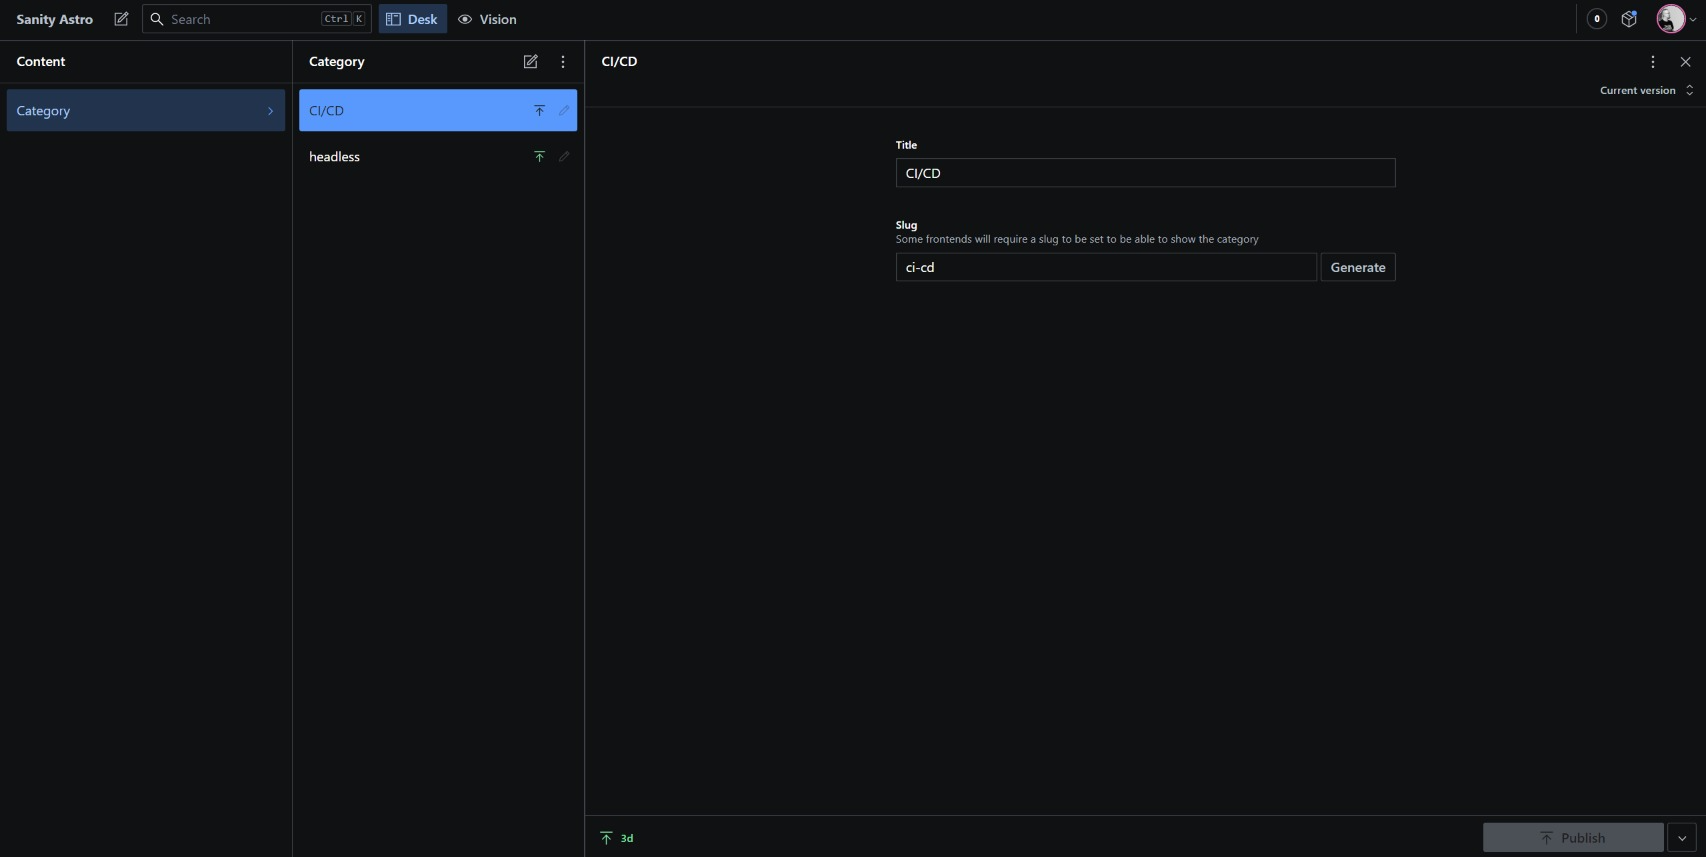 Sanity Astro
Search
Ctrl K
Desk
Vision
0
Content
Category
CI/CD
Current version
Category
CI/CD
headless
Title
CI/CD
Slug
Some frontends will require a slug to be set to be able to show the category
ci-cd
Generate
3d
Publish